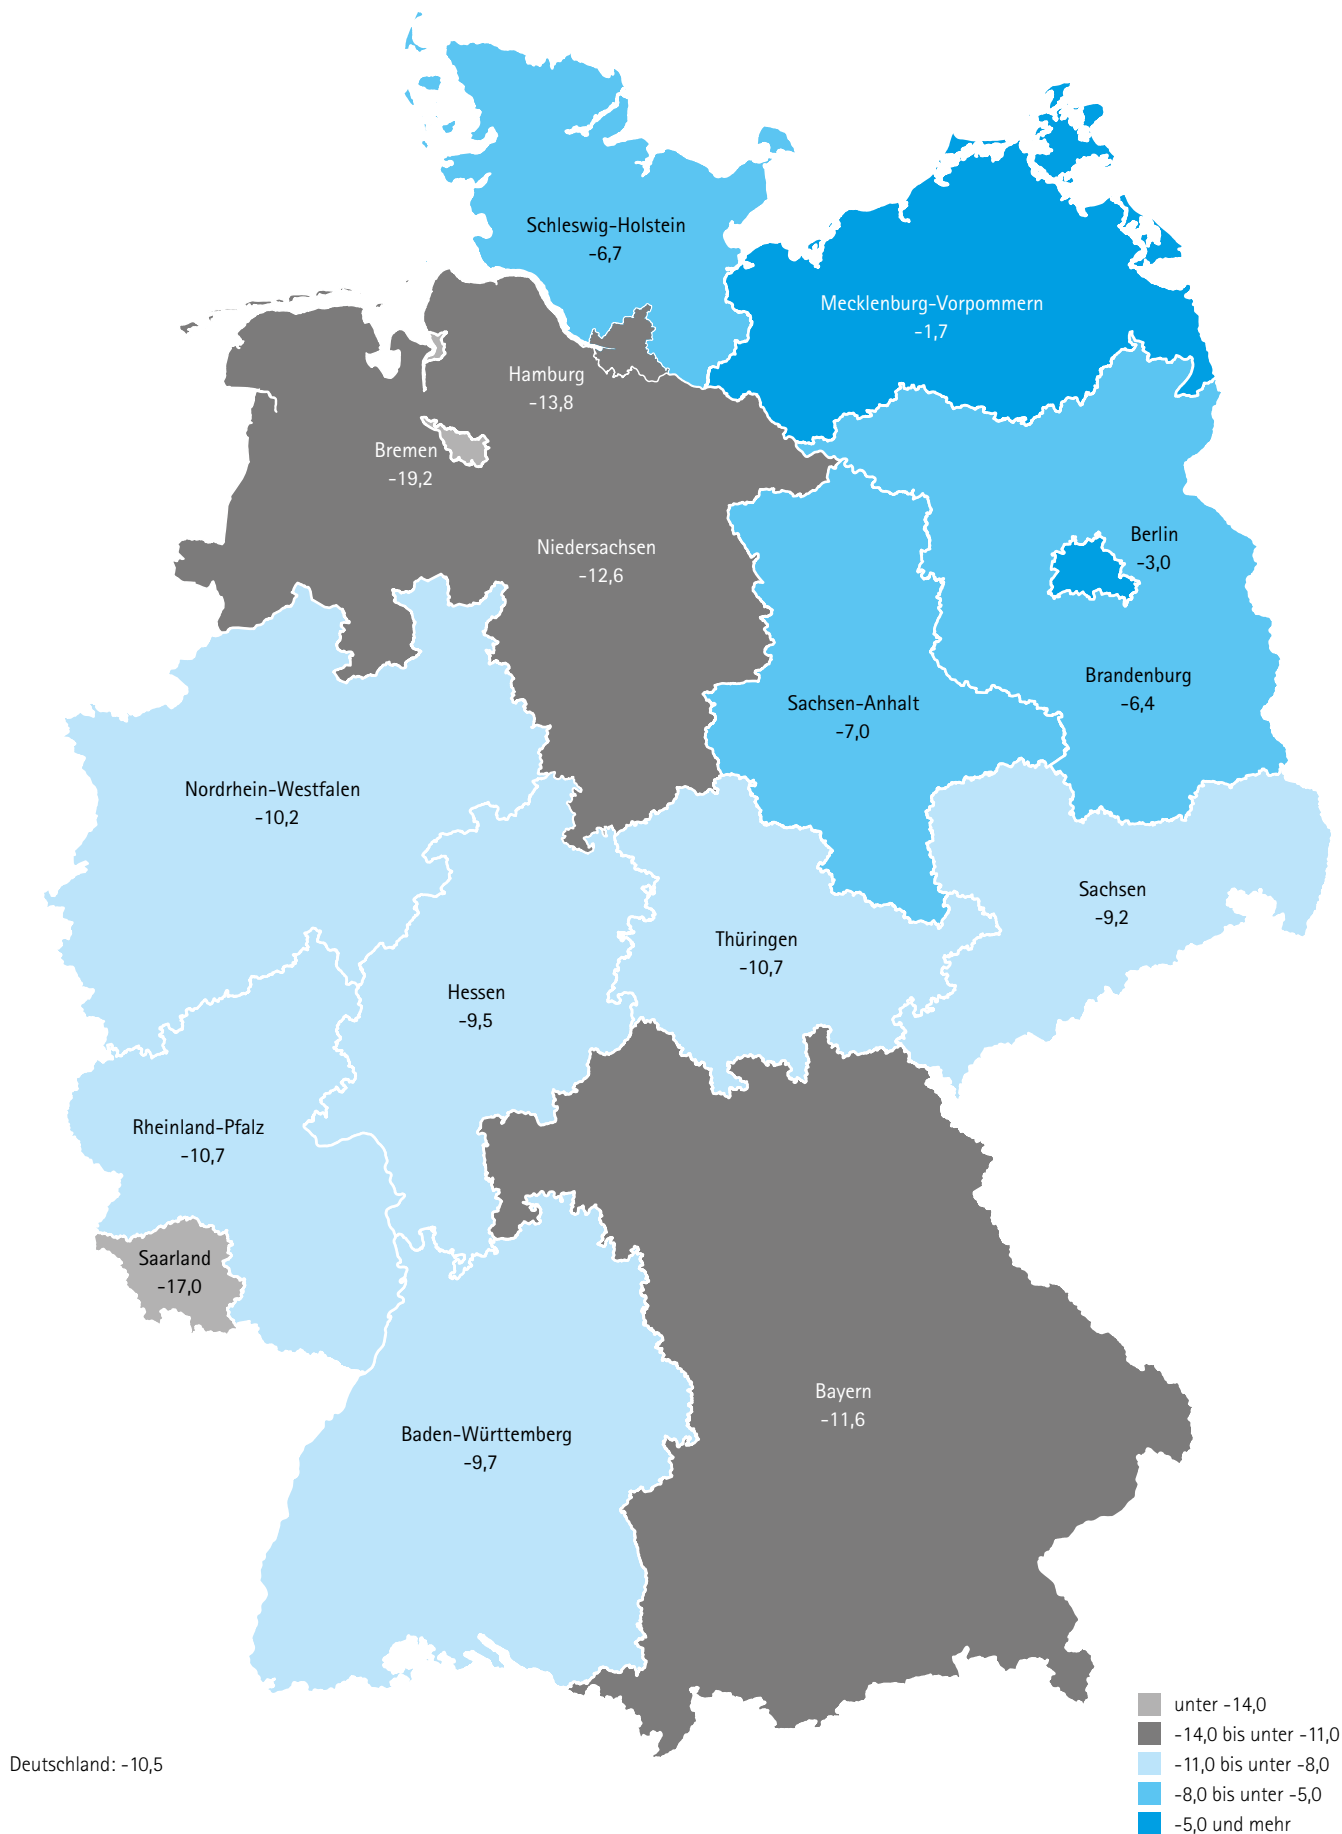 Schleswig-Holstein
-6,7
Mecklenburg-Vorpommern
-1,7
Hamburg
-13,8
Bremen
-19,2
Niedersachsen
-12,6
Berlin
-3,0
Brandenburg
-6,4
Sachsen-Anhalt
-7,0
Nordrhein-Westfalen
-10,2
Sachsen
-9,2
Thüringen
-10,7
Hessen
-9,5
Rheinland-Pfalz
-10,7
Saarland
-17,0
Bayern
-11,6
Baden-Württemberg
-9,7
Deutschland: -10,5
unter -14,0
-14,0 bis unter -11,0
-11,0 bis unter -8,0
-8,0 bis unter -5,0
-5,0 und mehr